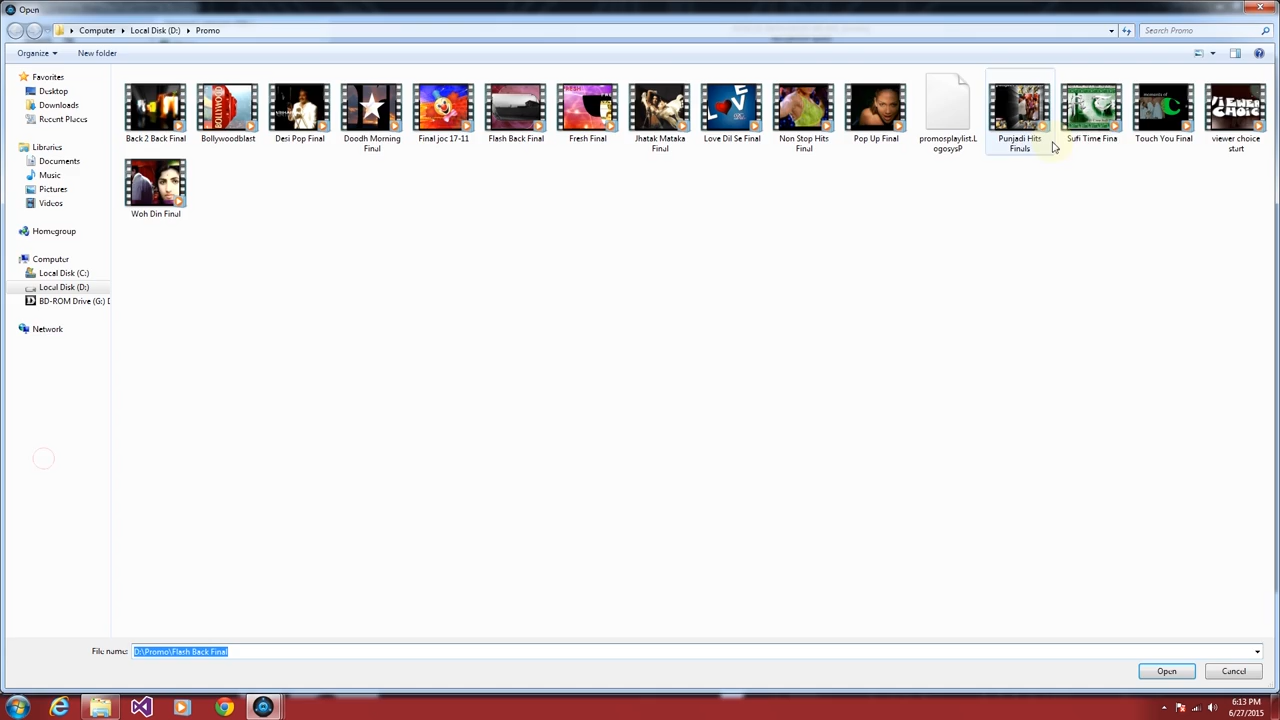 Open
Computer Local Disk (D:) Promo
Search Promo
Organize New folder
Favorites
Desktop
Downloads
Recent Places
Libraries
Documents
Music
Pictures
Videos
Homegroup
Computer
Local Disk (C:)
Local Disk (D:)
BD-ROM Drive (G:) D
Network
Back 2 Back Final
Bollywoodblast
Desi Pop Final
Doodh Morning
Final
Final joc 17-11
Flash Back Final
Fresh Final
Jhatak Mataka
Final
Love Dil Se Final
Non Stop Hits
Final
Pop Up Final
promosplaylist.L
ogosysP
Punjadi Hits
Finals
Sufi Time Fina
Touch You Final
viewer choice
start
Woh Din Final
File name: D:\Promo\Flash Back Final
Open Cancel
6:13 PM
6/27/2015